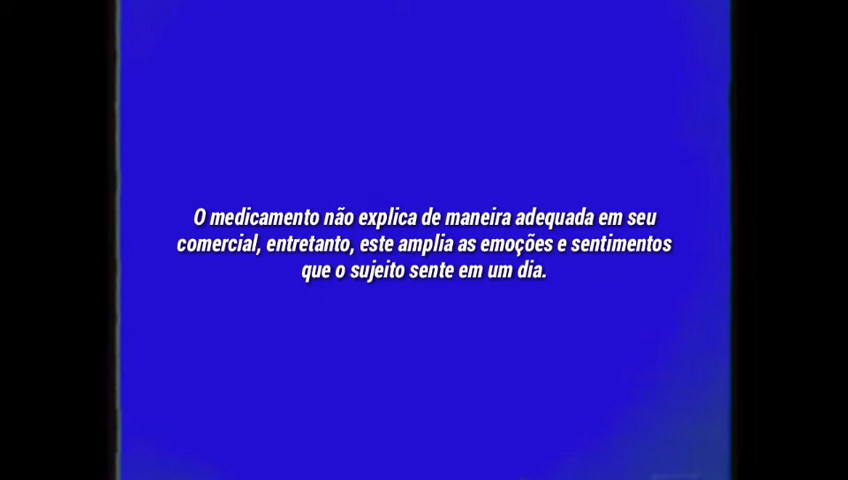 O medicamento não explica de maneira adequada em seu
comercial, entretanto, este amplia as emoções e sentimentos
que o sujeito sente em um dia.